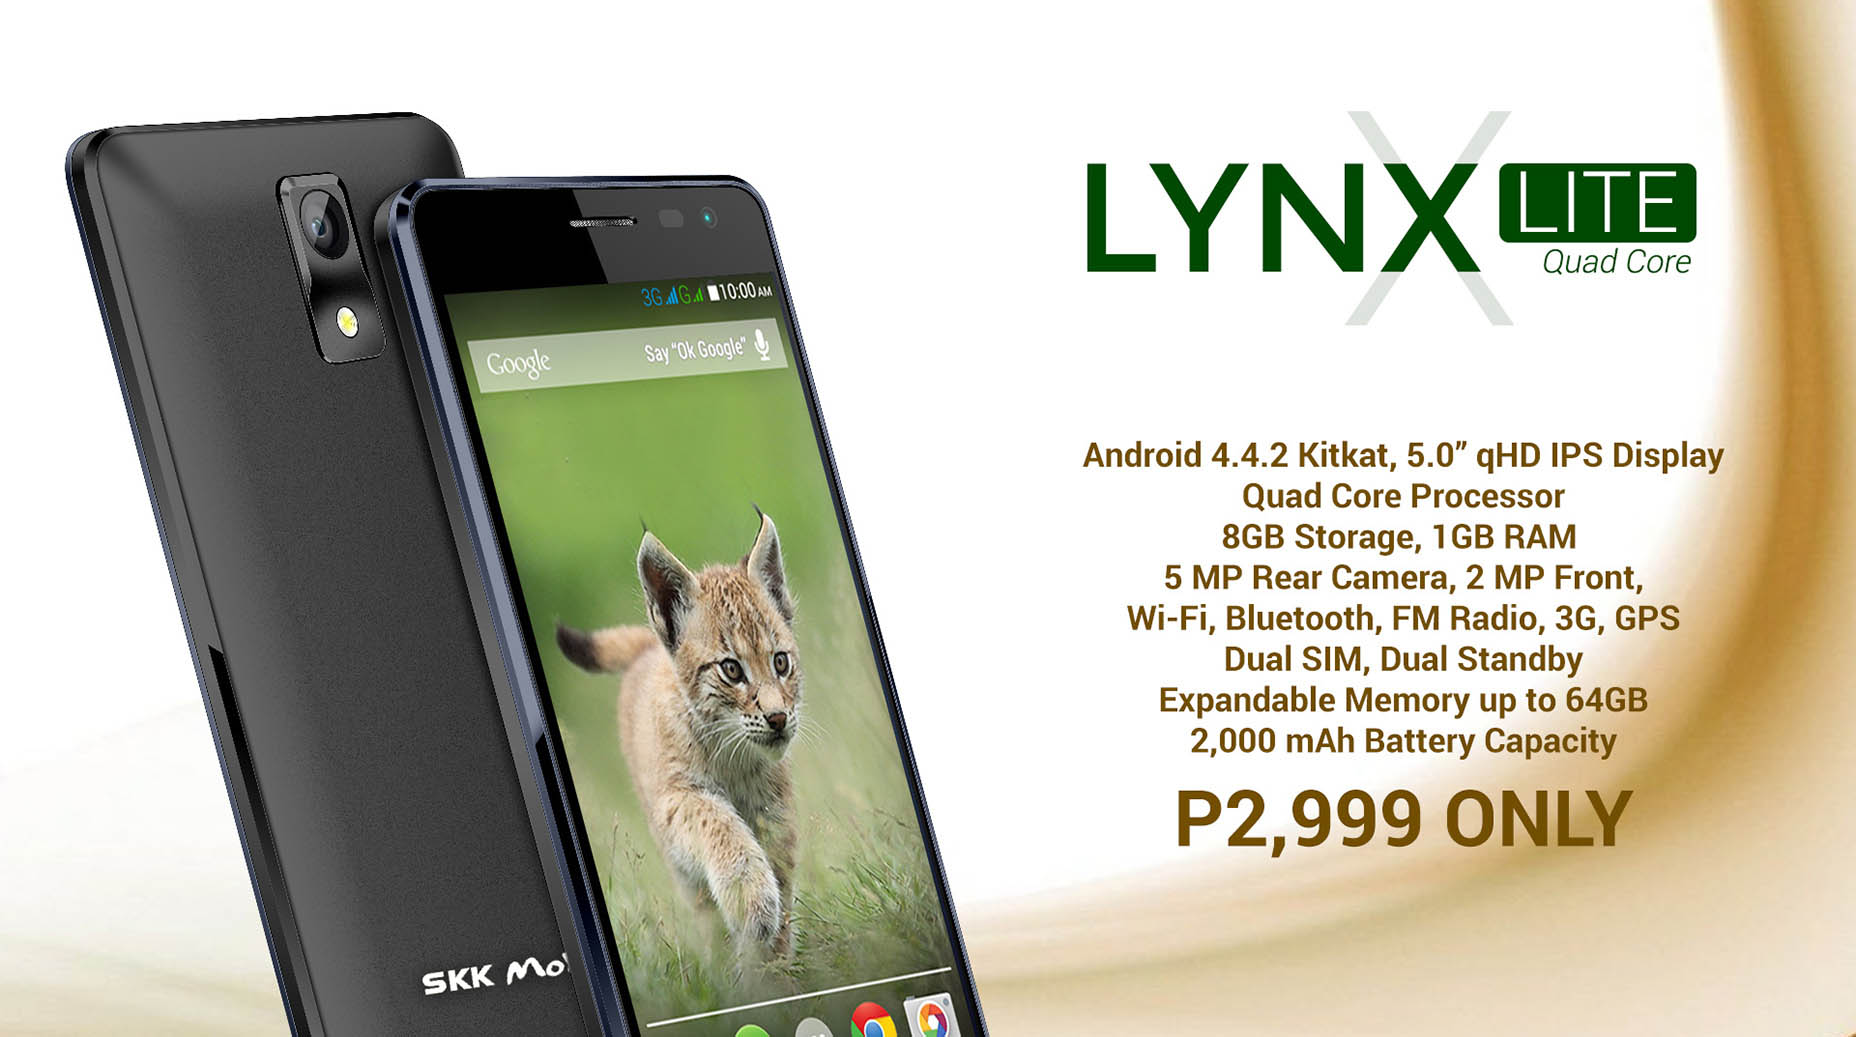 3G G 10:00 AM
Google Say “Ok Google”
SKK
LYNX LITE
Quad Core
Android 4.4.2 Kitkat, 5.0” qHD IPS Display
Quad Core Processor
8GB Storage, 1GB RAM
5 MP Rear Camera, 2 MP Front,
Wi-Fi, Bluetooth, FM Radio, 3G, GPS
Dual SIM, Dual Standby
Expandable Memory up to 64GB
2,000 mAh Battery Capacity
P2,999 ONLY